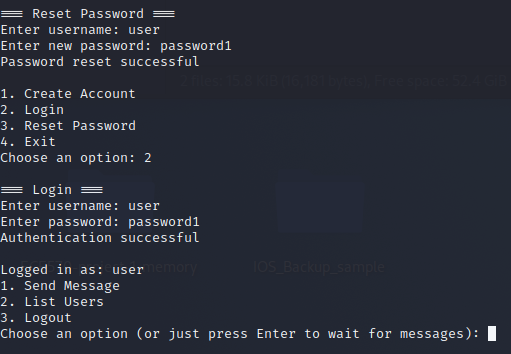 === Reset Password ===
Enter username: user
Enter new password: password1
Password reset successful
1. Create Account
2. Login
3. Reset Password
4. Exit
Choose an option: 2
=== Login ===
Enter username: user
Enter password: password1
Authentication successful
Logged in as: user
1. Send Message
2. List Users
3. Logout
Choose an option (or just press Enter to wait for messages):
iOS_Backup_sample